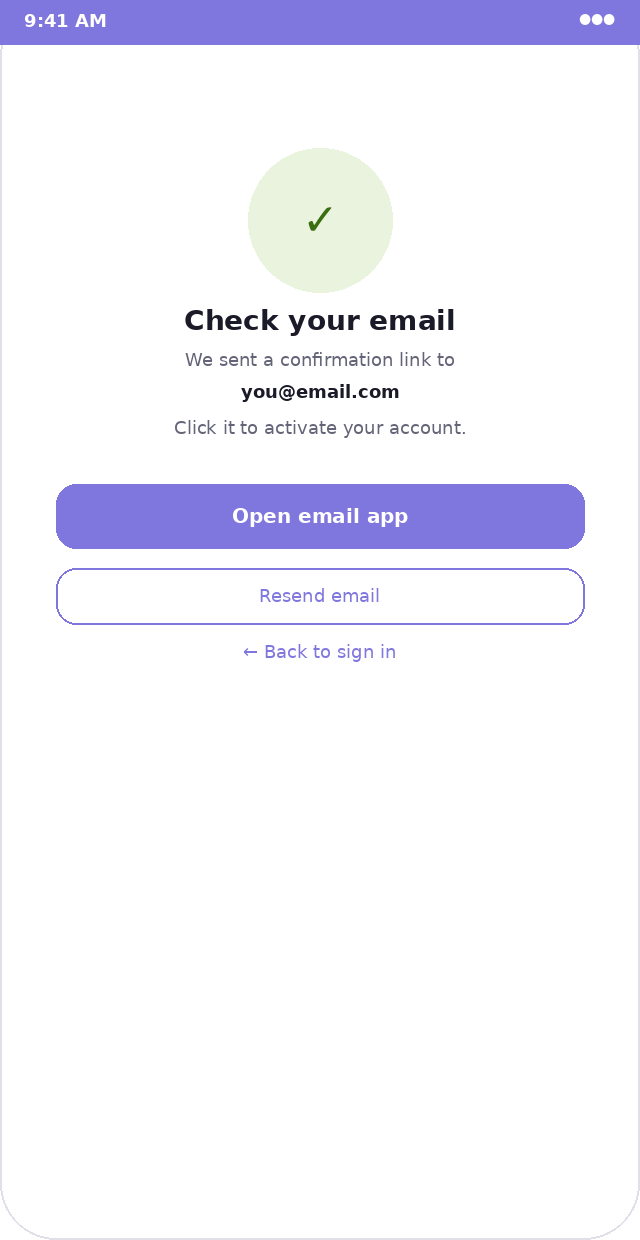 9:41 AM
✓
Check your email
We sent a confirmation link to
you@email.com
Click it to activate your account.
Open email app
Resend email
← Back to sign in